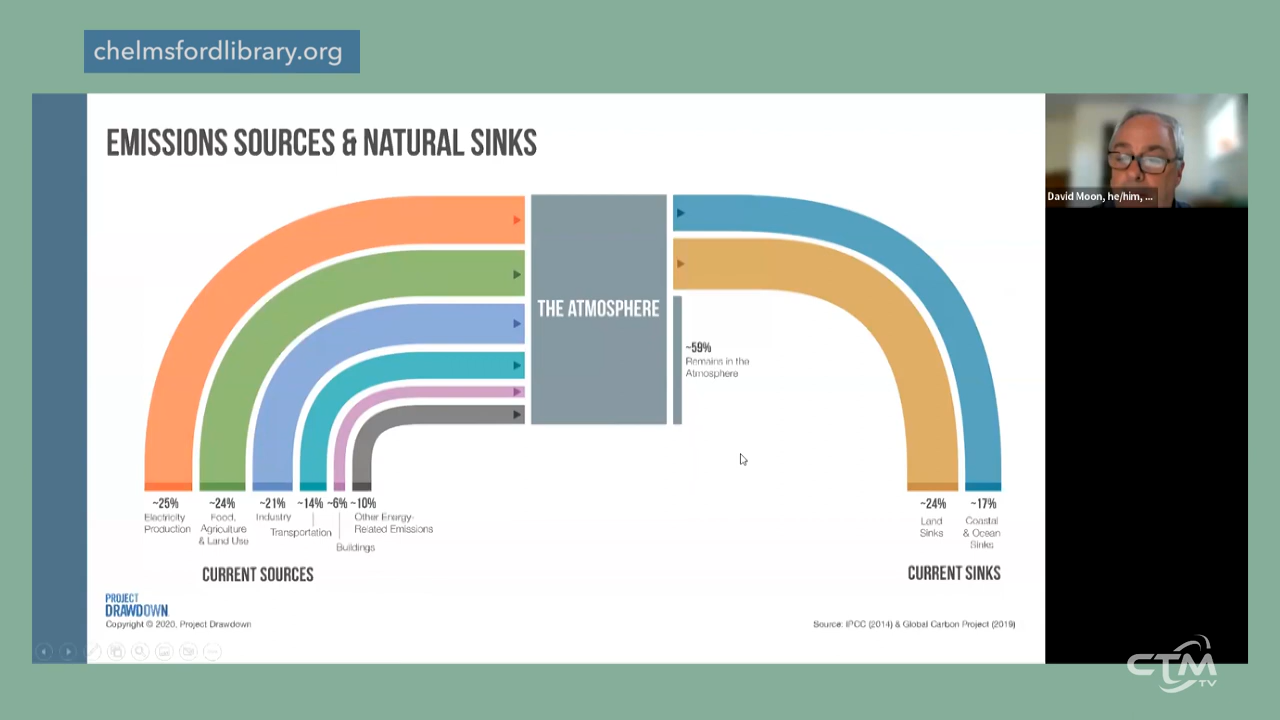 chelmsfordlibrary.org
EMISSIONS SOURCES & NATURAL SINKS
David Moon, he/him, ...
THE ATMOSPHERE
~59%
Remains in the
Atmosphere
~25%
Electricity
Production
~24%
Food,
Agriculture
& Land Use
~21%
Industry
~14%
Transportation
~6%
Buildings
~10%
Other Energy-
Related Emissions
~24%
Land
Sinks
~17%
Coastal
& Ocean
Sinks
CURRENT SOURCES
CURRENT SINKS
PROJECT
DRAWDOWN
Copyright © 2020, Project Drawdown
Source: IPCC (2014) & Global Carbon Project (2019)
CTM
TV